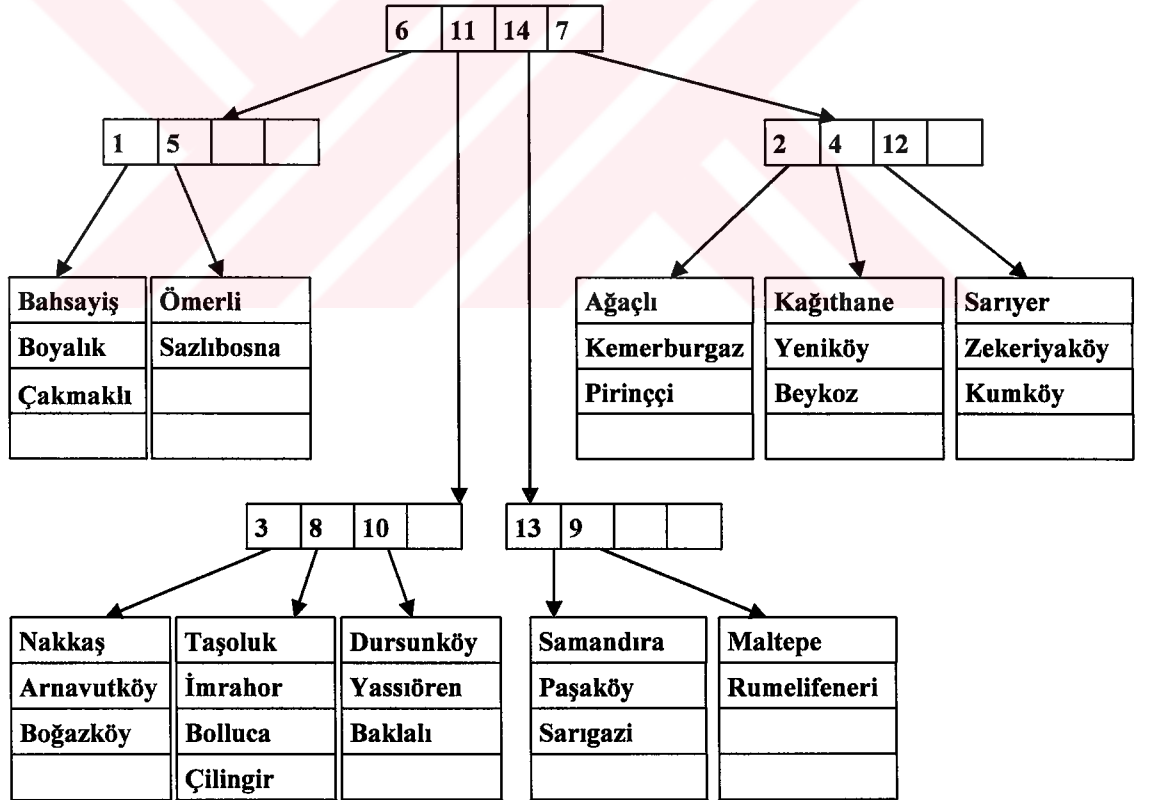 6 11 14 7
1 5
2 4 12
Bahsayiş Ömerli
Boyalık Sazlıbosna
Çakmaklı
Ağaçlı Kağıthane Sarıyer
Kemerburgaz Yeniköy Zekeriyaköy
Pirinççi Beykoz Kumköy
3 8 10
13 9
Nakkaş Taşoluk Dursunköy
Arnavutköy İmrahor Yassıören
Boğazköy Bolluca Baklalı
Çilingir
Samandıra Maltepe
Paşaköy Rumelifeneri
Sarıgazi